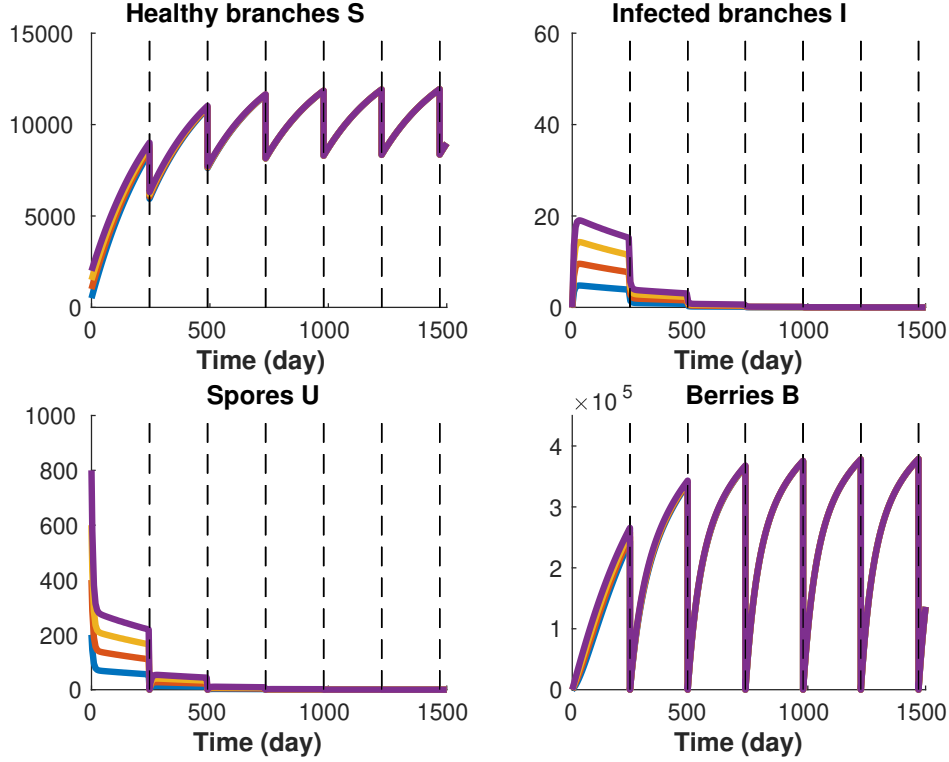 Healthy branches S
15000
10000
5000
0
0 500 1000 1500
Time (day)
Infected branches I
60
40
20
0
0 500 1000 1500
Time (day)
Spores U
1000
800
600
400
200
0
0 500 1000 1500
Time (day)
Berries B
×10 5
4
3
2
1
0
0 500 1000 1500
Time (day)